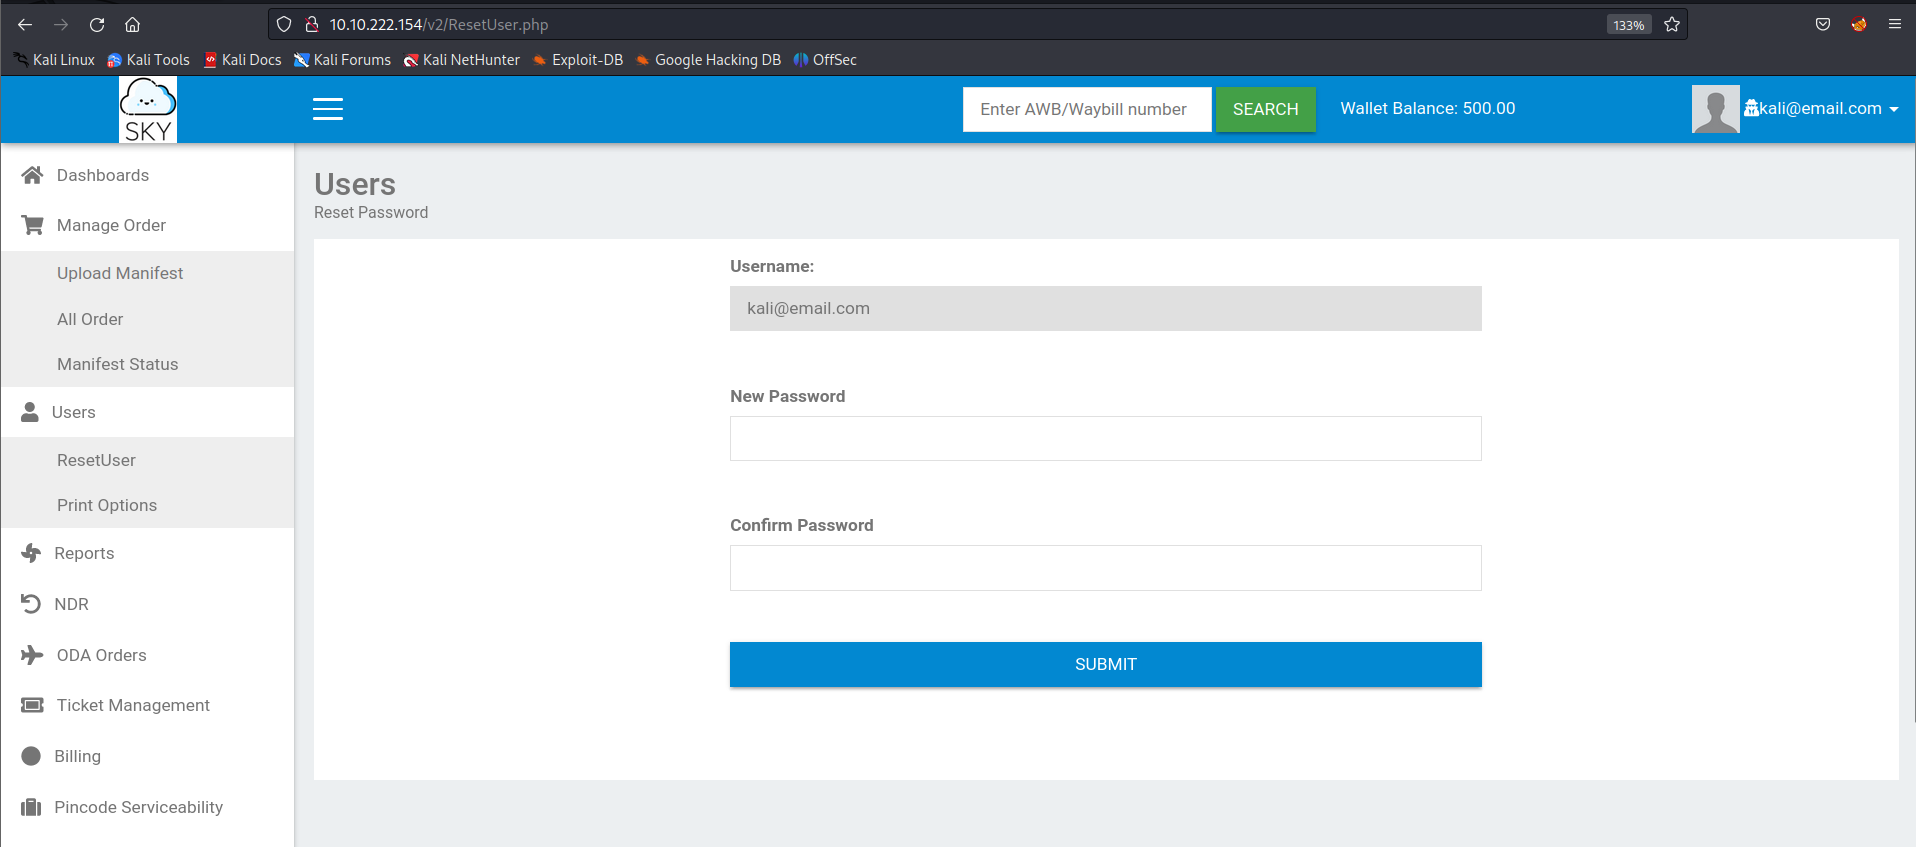 10.10.222.154/v2/ResetUser.php 133%
Kali Linux Kali Tools Kali Docs Kali Forums Kali NetHunter Exploit-DB Google Hacking DB OffSec
SKY Enter AWB/Waybill number SEARCH Wallet Balance: 500.00 kali@email.com
Dashboards
Manage Order
Upload Manifest
All Order
Manifest Status
Users
ResetUser
Print Options
Reports
NDR
ODA Orders
Ticket Management
Billing
Pincode Serviceability
Users
Reset Password
Username:
kali@email.com
New Password
Confirm Password
SUBMIT